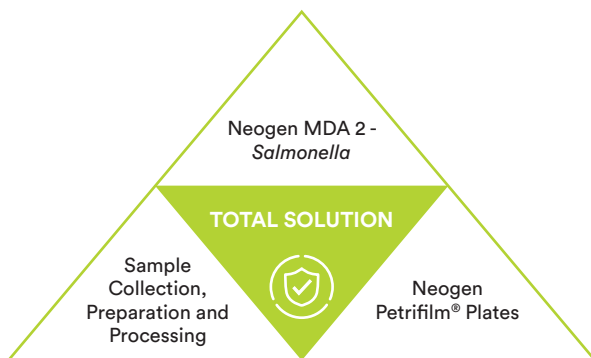 Neogen MDA 2 -
Salmonella
TOTAL SOLUTION
Sample
Collection,
Preparation and
Processing
Neogen
Petrifilm® Plates